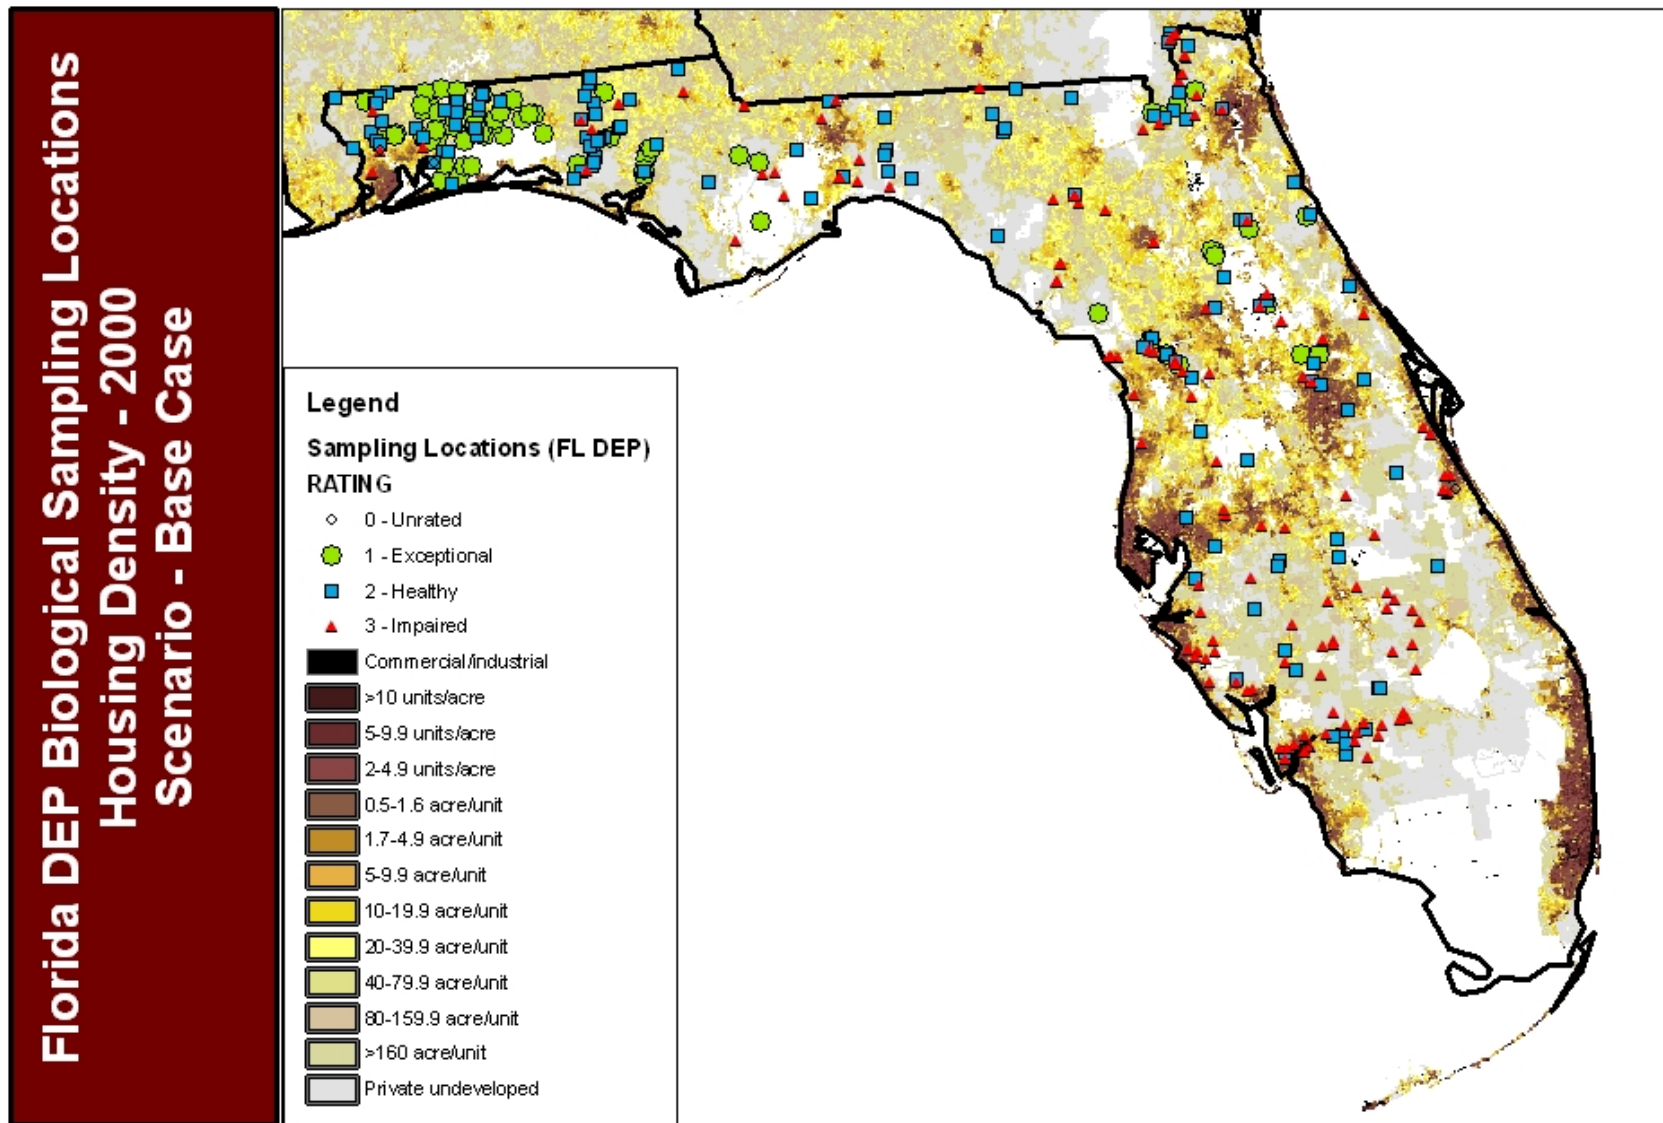 Florida DEP Biological Sampling Locations
Housing Density - 2000
Scenario - Base Case
Legend
Sampling Locations (FL DEP)
RATING
0 - Unrated
1 - Exceptional
2 - Healthy
3 - Impaired
Commercial/industrial
>10 units/acre
5-9.9 units/acre
2-4.9 units/acre
0.5-1.6 acre/unit
1.7-4.9 acre/unit
5-9.9 acre/unit
10-19.9 acre/unit
20-39.9 acre/unit
40-79.9 acre/unit
80-159.9 acre/unit
>160 acre/unit
Private undeveloped